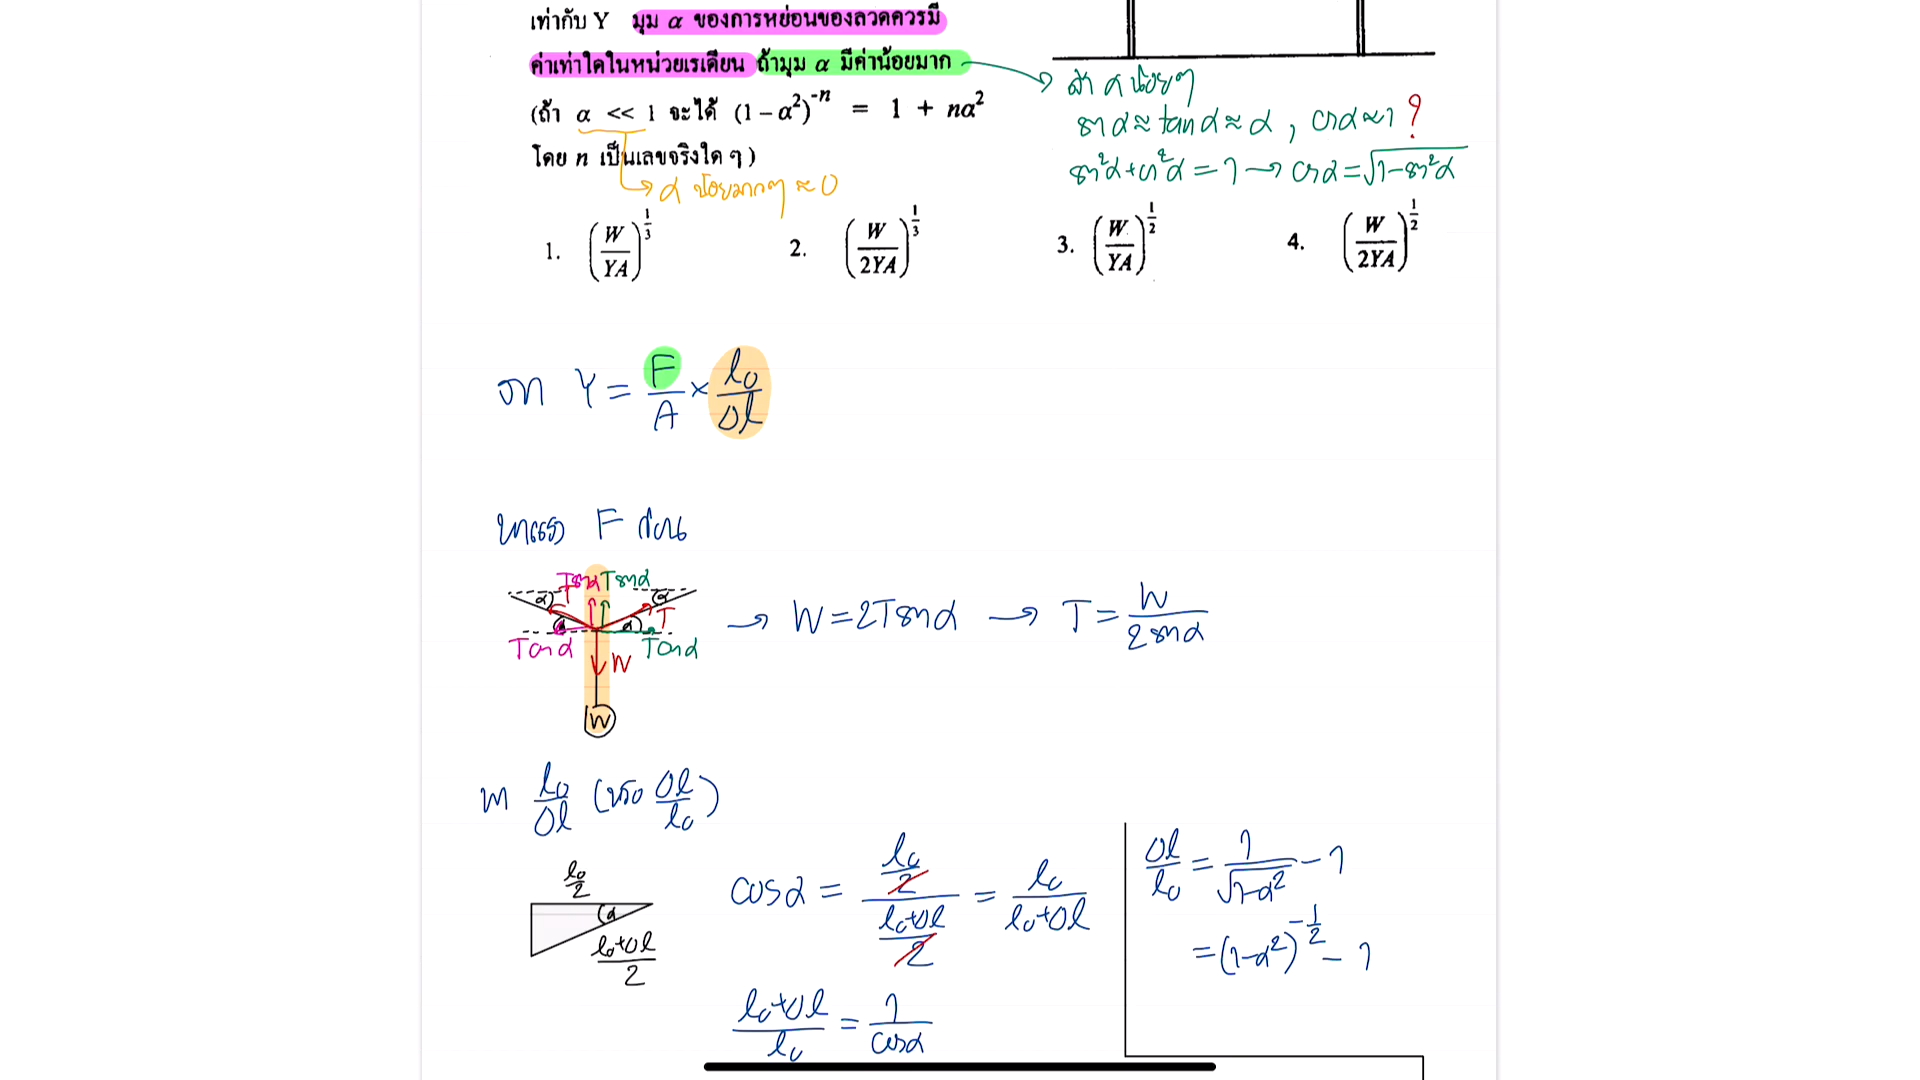 เท่ากับ Y มุม α ของการหย่อนของลวดควรมี
ค่าเท่าใดในหน่วยเรเดียน ถ้ามุม α มีค่าน้อยมาก
(ถ้า α << 1 จะได้ (1 – α²)⁻ⁿ = 1 + nα²
โดย n เป็นเลขจริงใด ๆ )
α น้อยมากๆ ≈ 0
ถ้า α น้อยๆ
sin α ≈ tan α ≈ α , cos α ≈ 1 ?
sin²α + cos²α = 1 → cos α = √(1 - sin²α)
1. (W/YA)^(1/3) 2. (W/2YA)^(1/3) 3. (W/YA)^(1/2) 4. (W/2YA)^(1/2)
จาก Y = F/A × l₀/Δl
หาแรง F ก่อน
Tsinα Tsinα
α T α T
α α
Tcosα W Tcosα
W
→ W = 2Tsinα → T = W/2sinα
หา l₀/Δl (หรือ Δl/l₀)
l₀/2
α
(l₀+Δl)/2
cosα = (l₀/2)/((l₀+Δl)/2) = l₀/(l₀+Δl)
(l₀+Δl)/l₀ = 1/cosα
Δl/l₀ = 1/√(1-α²) - 1
= (1-α²)^(-1/2) - 1